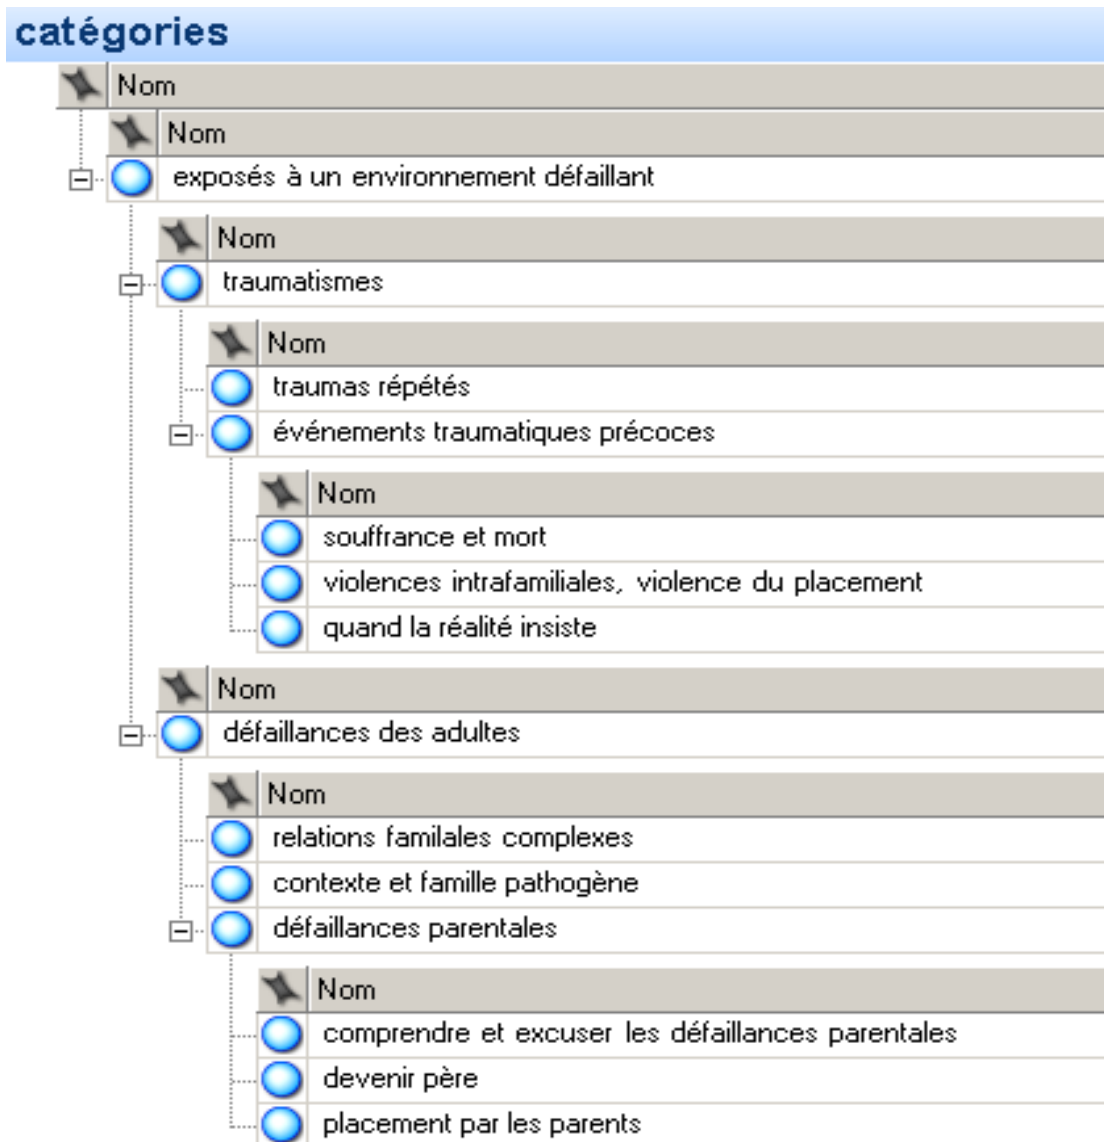 catégories
Nom
Nom
exposés à un environnement défaillant
Nom
traumatismes
Nom
traumas répétés
événements traumatiques précoces
Nom
souffrance et mort
violences intrafamiliales, violence du placement
quand la réalité insiste
Nom
défaillances des adultes
Nom
relations familales complexes
contexte et famille pathogène
défaillances parentales
Nom
comprendre et excuser les défaillances parentales
devenir père
placement par les parents